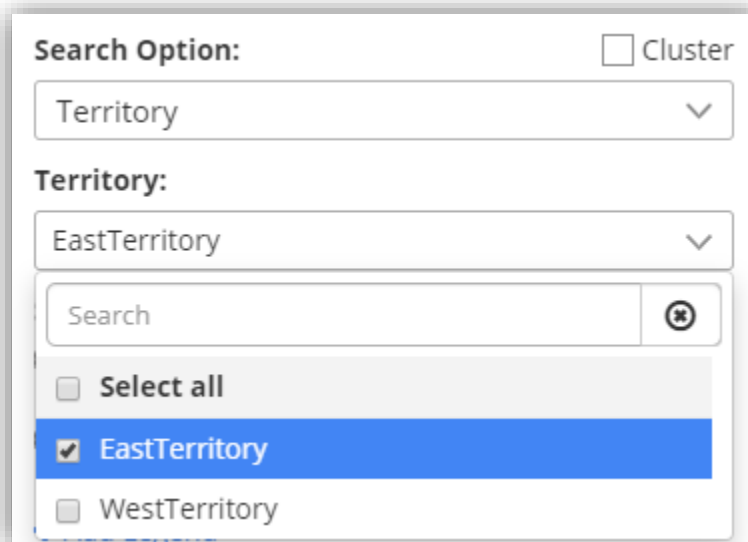 Search Option:
Cluster
Territory
Territory:
EastTerritory
Search
Select all
EastTerritory
WestTerritory